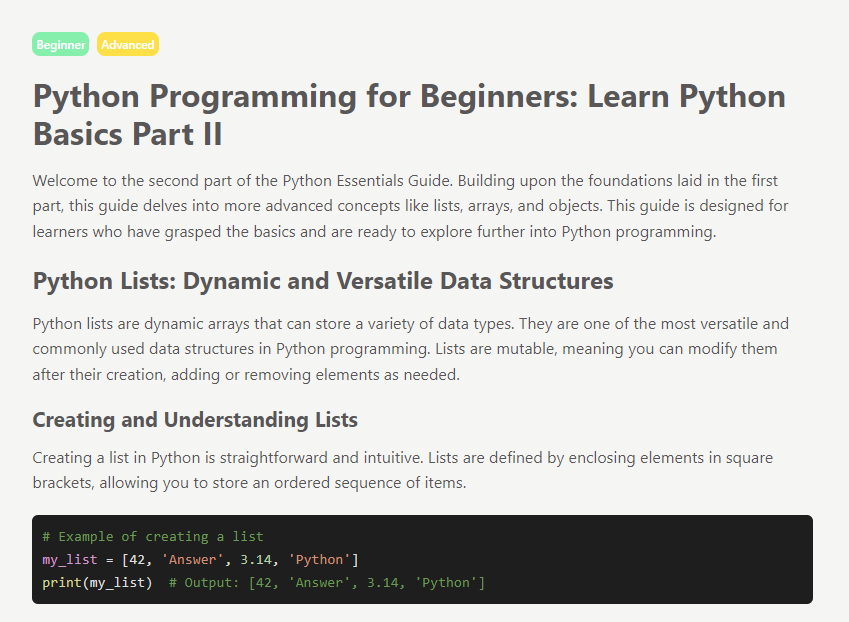 Beginner Advanced
Python Programming for Beginners: Learn Python
Basics Part II
Welcome to the second part of the Python Essentials Guide. Building upon the foundations laid in the first
part, this guide delves into more advanced concepts like lists, arrays, and objects. This guide is designed for
learners who have grasped the basics and are ready to explore further into Python programming.
Python Lists: Dynamic and Versatile Data Structures
Python lists are dynamic arrays that can store a variety of data types. They are one of the most versatile and
commonly used data structures in Python programming. Lists are mutable, meaning you can modify them
after their creation, adding or removing elements as needed.
Creating and Understanding Lists
Creating a list in Python is straightforward and intuitive. Lists are defined by enclosing elements in square
brackets, allowing you to store an ordered sequence of items.
# Example of creating a list
my_list = [42, 'Answer', 3.14, 'Python']
print(my_list)  # Output: [42, 'Answer', 3.14, 'Python']